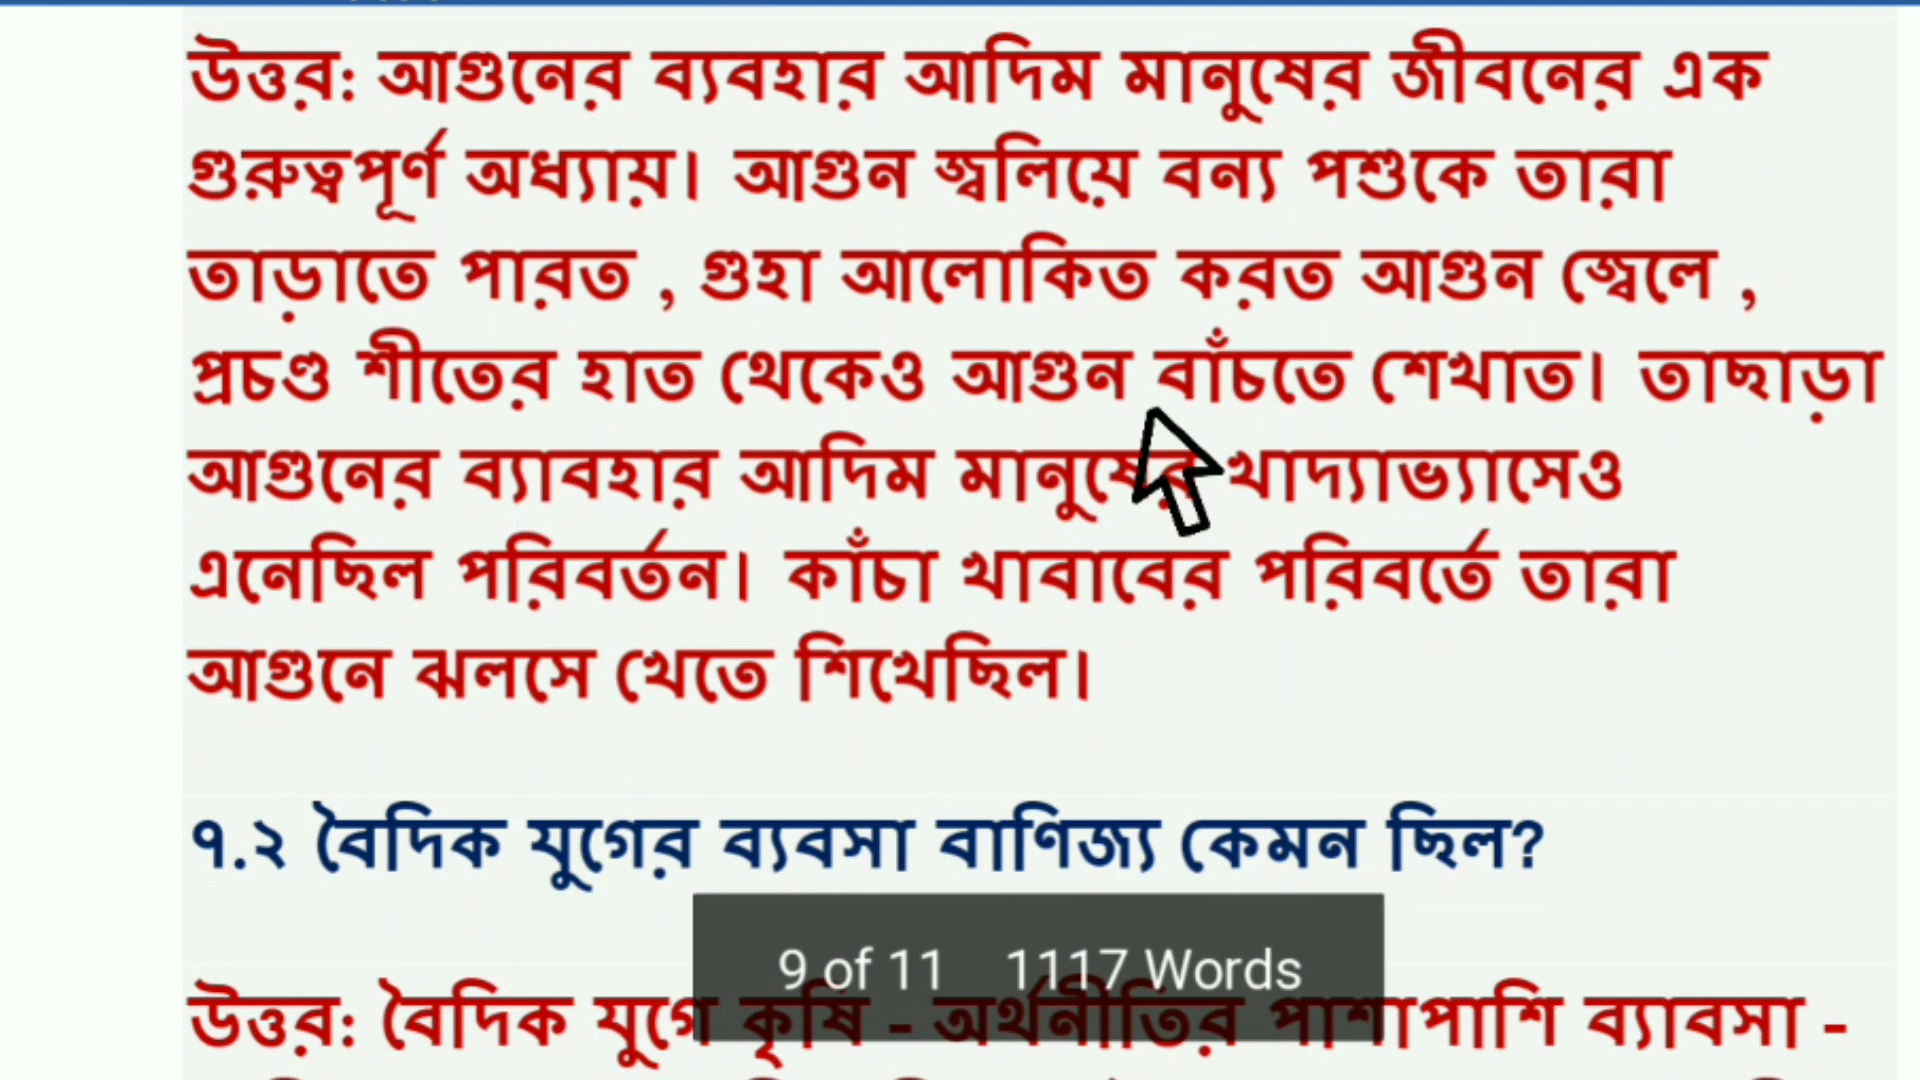 উত্তর: আগুনের ব্যবহার আদিম মানুষের জীবনের এক
গুরুত্বপূর্ণ অধ্যায়। আগুন জ্বলিয়ে বন্য পশুকে তারা
তাড়াতে পারত , গুহা আলোকিত করত আগুন জ্বেলে ,
প্রচণ্ড শীতের হাত থেকেও আগুন বাঁচতে শেখাত। তাছাড়া
আগুনের ব্যাবহার আদিম মানুষের খাদ্যাভ্যাসেও
এনেছিল পরিবর্তন। কাঁচা খাবাবের পরিবর্তে তারা
আগুনে ঝলসে খেতে শিখেছিল।
৭.২ বৈদিক যুগের ব্যবসা বাণিজ্য কেমন ছিল?
9 of 11 1117 Words
উত্তর: বৈদিক যুগে কৃষি - অর্থনীতির পাশাপাশি ব্যাবসা -